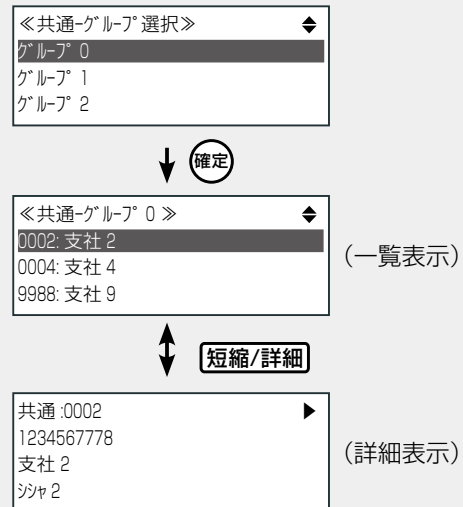 ≪共通-ｸﾞﾙｰﾌﾟ選択≫
ｸﾞﾙｰﾌﾟ 0
ｸﾞﾙｰﾌﾟ 1
ｸﾞﾙｰﾌﾟ 2
確定
≪共通-ｸﾞﾙｰﾌﾟ 0 ≫
0002: 支社 2
0004: 支社 4
9988: 支社 9
（一覧表示）
短縮/詳細
共通 :0002
1234567778
支社 2
ｼｼｬ 2
（詳細表示）